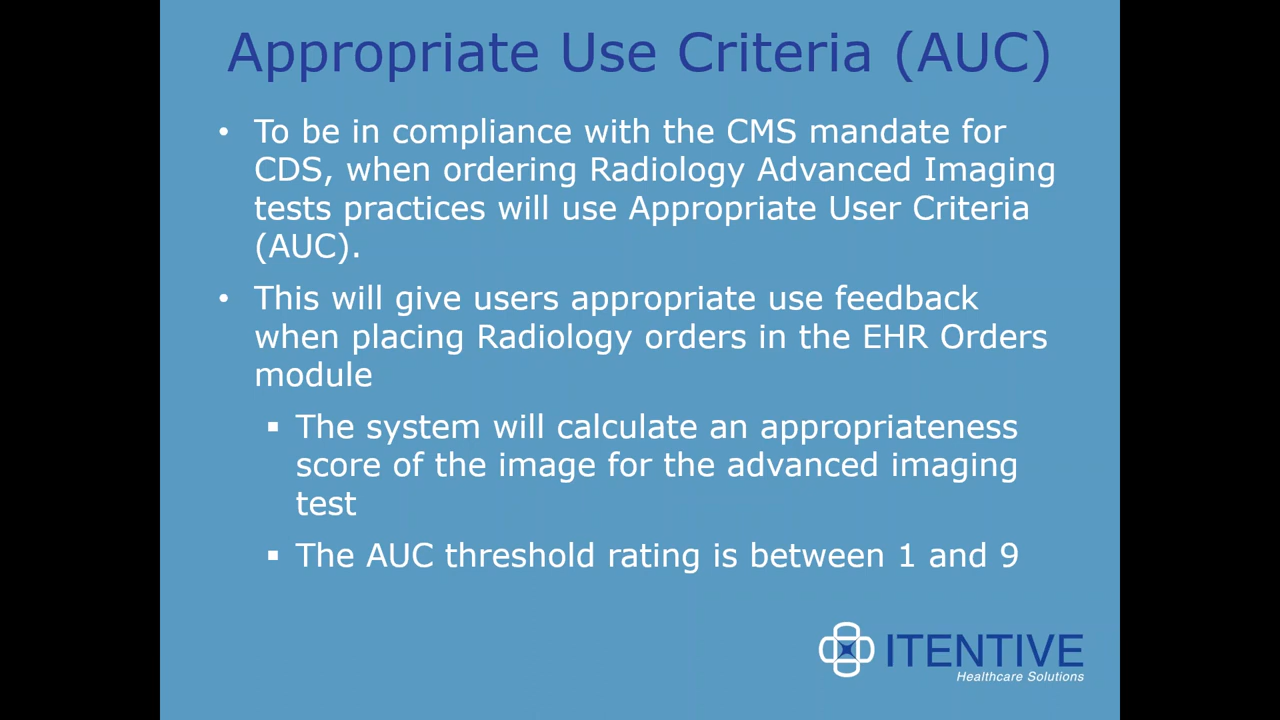 Appropriate Use Criteria (AUC)
• To be in compliance with the CMS mandate for
CDS, when ordering Radiology Advanced Imaging
tests practices will use Appropriate User Criteria
(AUC).
• This will give users appropriate use feedback
when placing Radiology orders in the EHR Orders
module
▪ The system will calculate an appropriateness
score of the image for the advanced imaging
test
▪ The AUC threshold rating is between 1 and 9
ITENTIVE
Healthcare Solutions